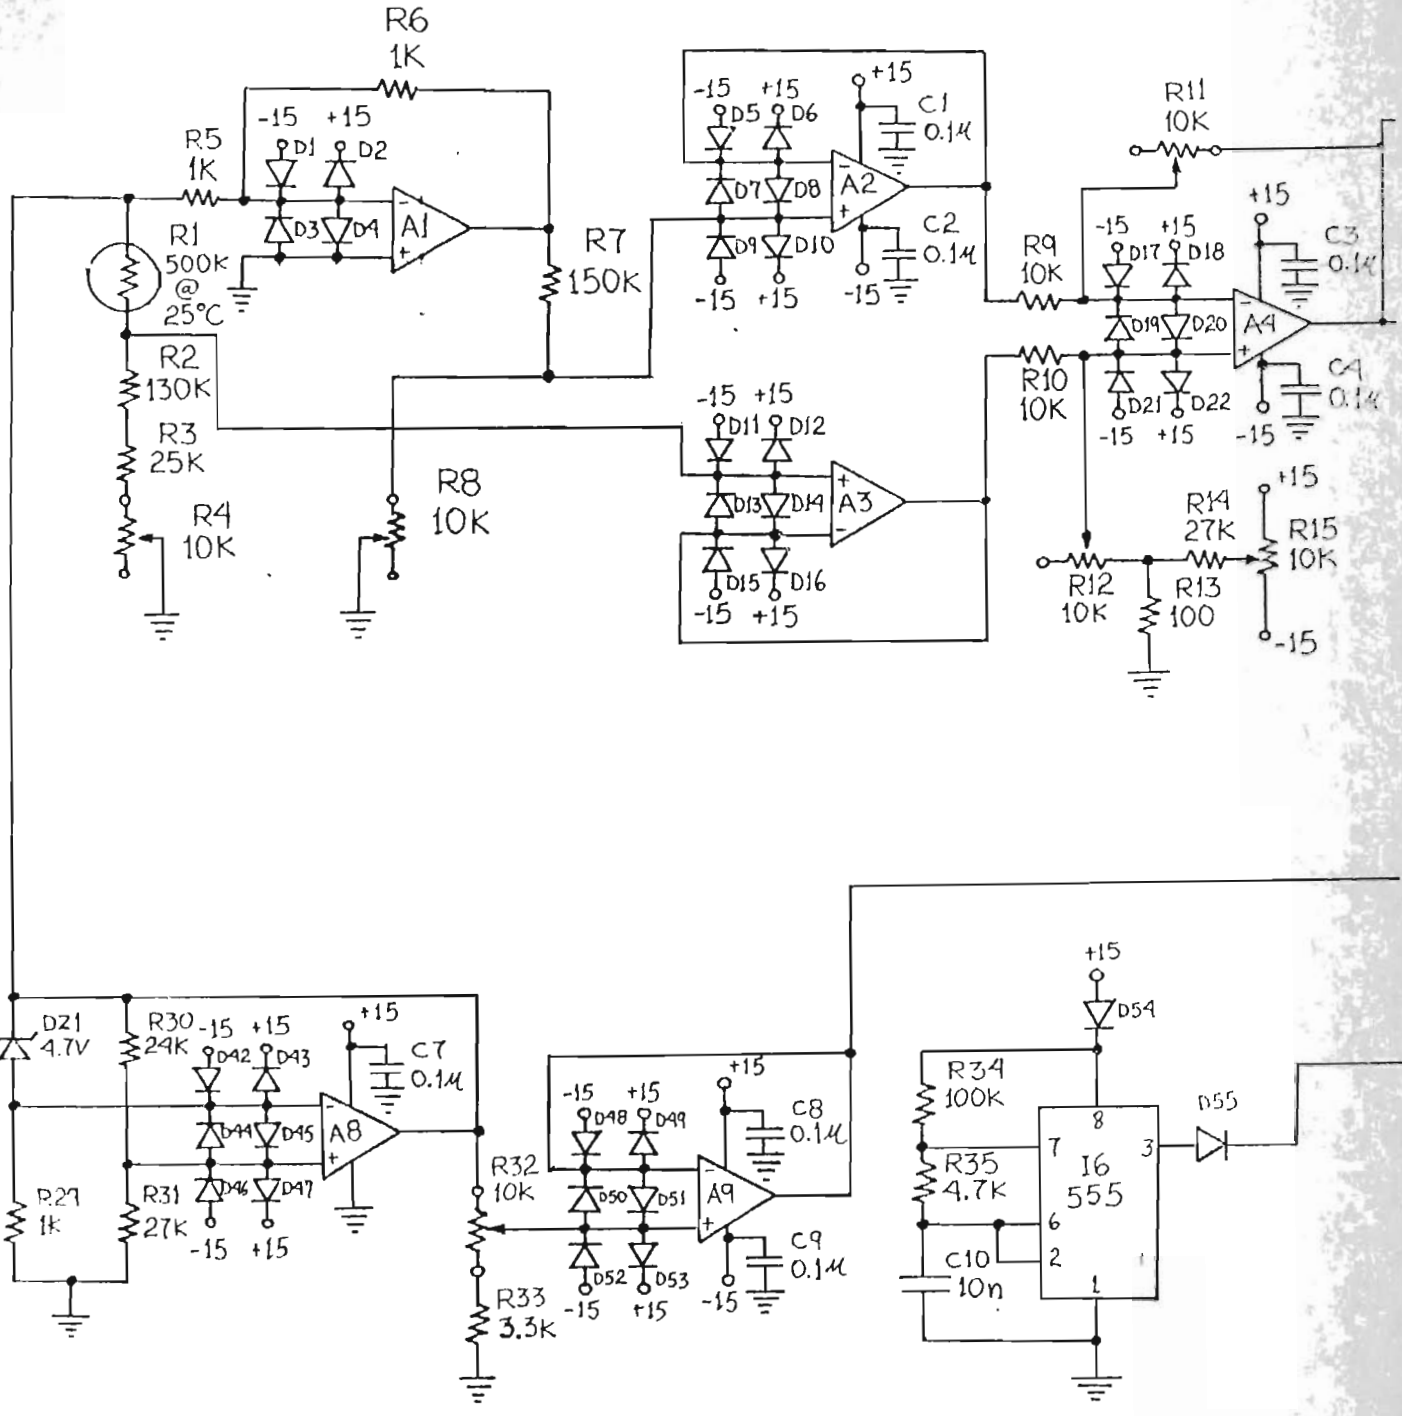 R6
1K
R5
1K
-15
+15
D1
D2
D3
D4
-
+
A1
R1
500K
@
25°C
R2
130K
R3
25K
R4
10K
R7
150K
R8
10K
-15
+15
D5
D6
D7
D8
D9
D10
-15
+15
-
+
A2
+15
C1
0.1µ
C2
0.1µ
-15
-15
+15
D11
D12
D13
D14
D15
D16
-15
+15
+
-
A3
R9
10K
R10
10K
R11
10K
-15
+15
D17
D18
D19
D20
D21
D22
-15
+15
-
+
A4
+15
C3
0.1µ
C4
0.1µ
-15
R12
10K
R13
100
R14
27K
R15
10K
+15
-15
DZ1
4.7V
R29
1K
R30
24K
R31
27K
-15
+15
D42
D43
D44
D45
D46
D47
-15
+15
-
+
A8
+15
C7
0.1µ
R32
10K
R33
3.3K
-15
+15
D48
D49
D50
D51
D52
D53
-15
+15
-
+
A9
+15
C8
0.1µ
C9
0.1µ
-15
+15
D54
R34
100K
R35
4.7K
C10
10n
8
7
3
I6
555
6
2
1
D55